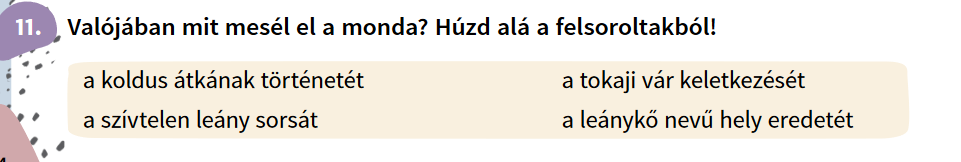 11. Valójában mit mesél el a monda? Húzd alá a felsoroltakból!
a koldus átkának történetét
a tokaji vár keletkezését
a szívtelen leány sorsát
a leánykő nevű hely eredetét